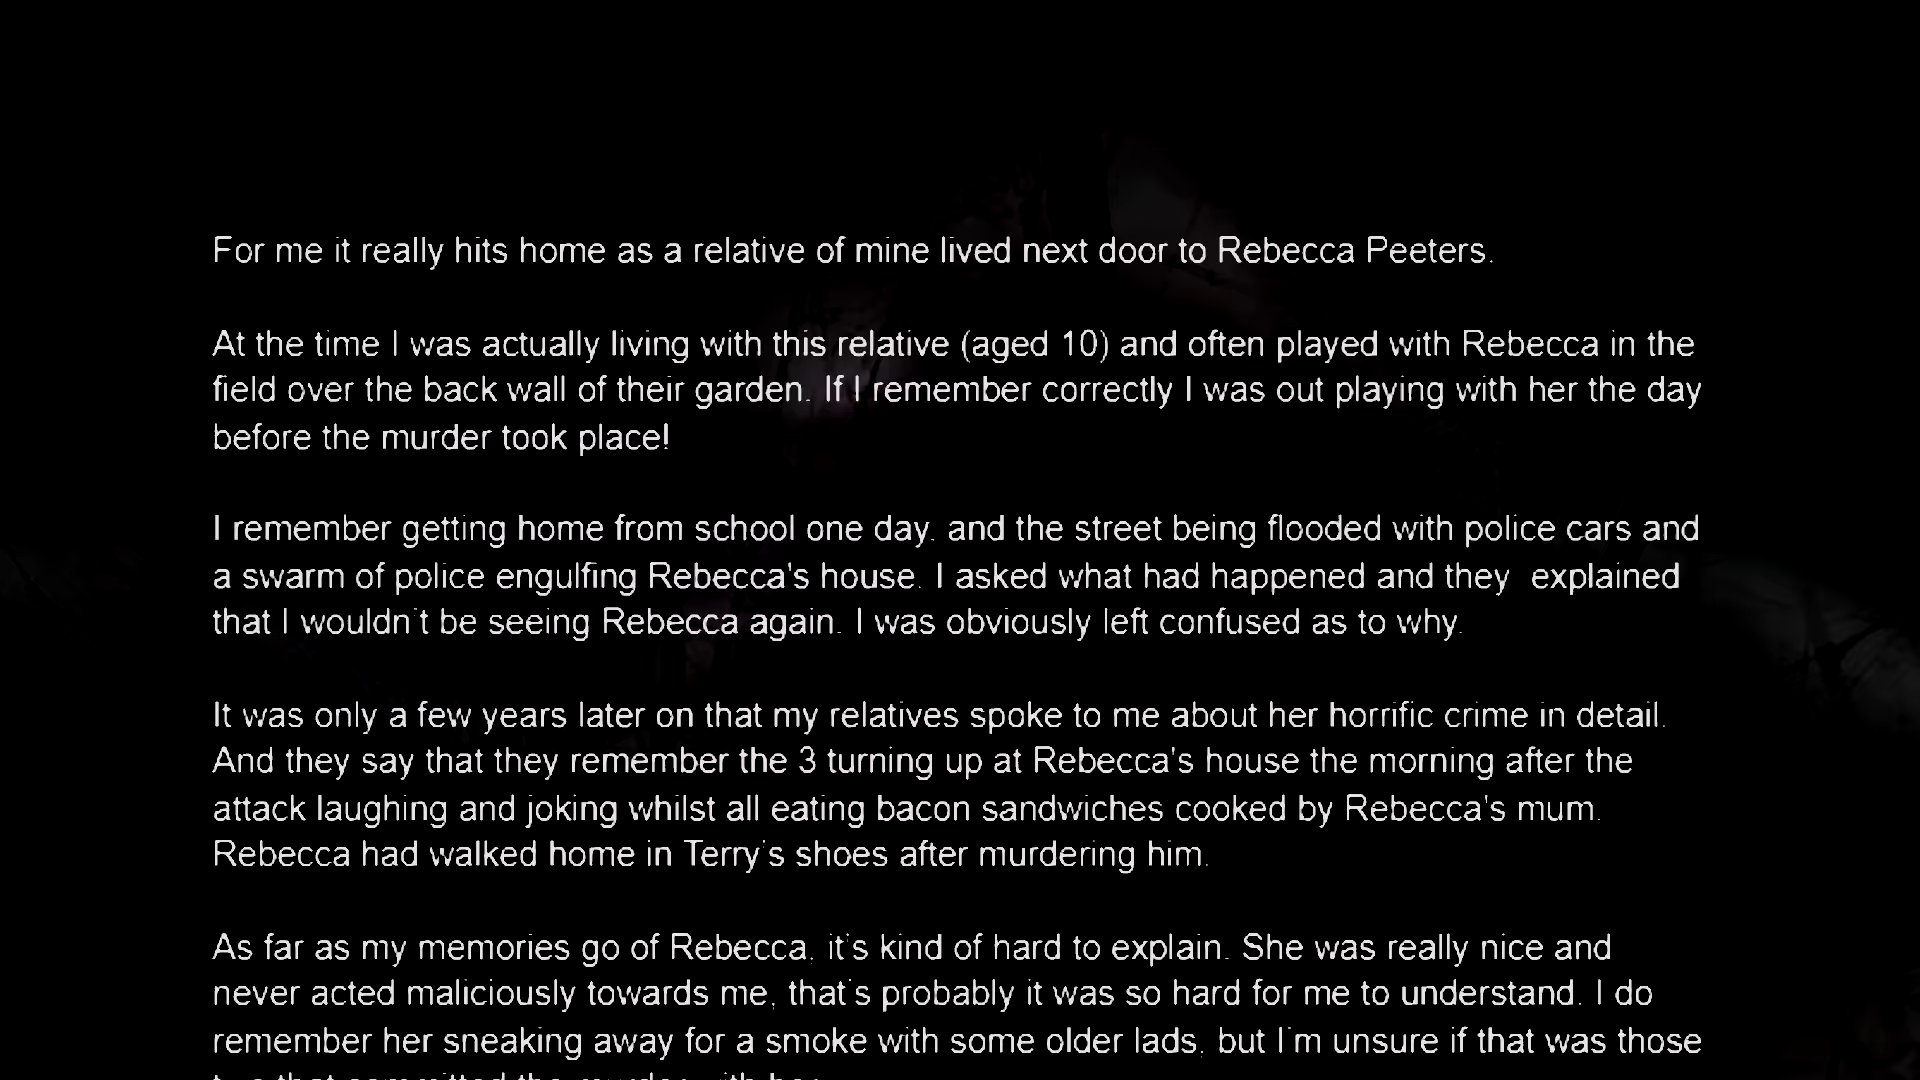 For me it really hits home as a relative of mine lived next door to Rebecca Peeters.
At the time I was actually living with this relative (aged 10) and often played with Rebecca in the
field over the back wall of their garden. If I remember correctly I was out playing with her the day
before the murder took place!
I remember getting home from school one day. and the street being flooded with police cars and
a swarm of police engulfing Rebecca's house. I asked what had happened and they  explained
that I wouldn't be seeing Rebecca again. I was obviously left confused as to why.
It was only a few years later on that my relatives spoke to me about her horrific crime in detail.
And they say that they remember the 3 turning up at Rebecca's house the morning after the
attack laughing and joking whilst all eating bacon sandwiches cooked by Rebecca's mum.
Rebecca had walked home in Terry's shoes after murdering him.
As far as my memories go of Rebecca, it's kind of hard to explain. She was really nice and
never acted maliciously towards me, that's probably it was so hard for me to understand. I do
remember her sneaking away for a smoke with some older lads, but I'm unsure if that was those
that committed the murder with her